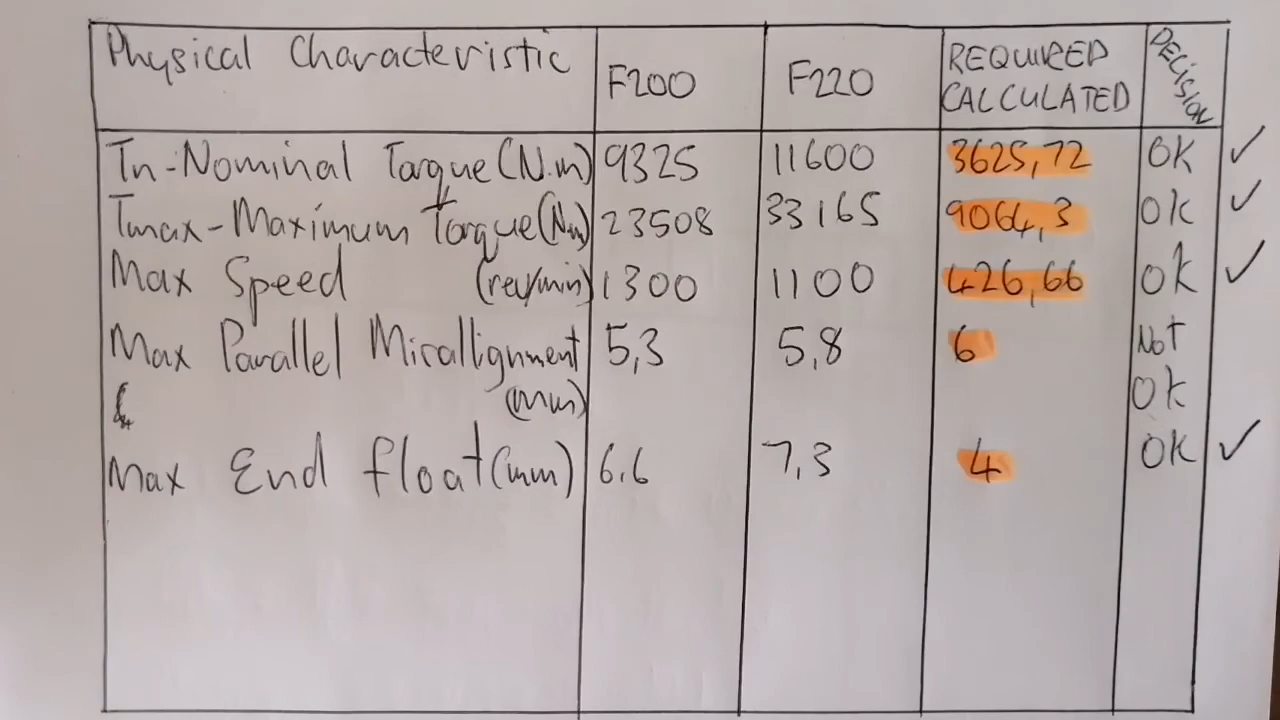 Physical Characteristic F200 F220 REQUIRED CALCULATED DECISION
Tn-Nominal Torque (N.m) 9325 11600 3625,72 OK ✓
Tmax-Maximum Torque (Nm) 23508 33165 9064,3 OK ✓
Max Speed (rev/min) 1300 1100 426,66 OK ✓
Max Parallel Misallignment 5,3 5,8 6 Not
(mm) OK
Max End float (mm) 6.6 7,3 4 OK ✓